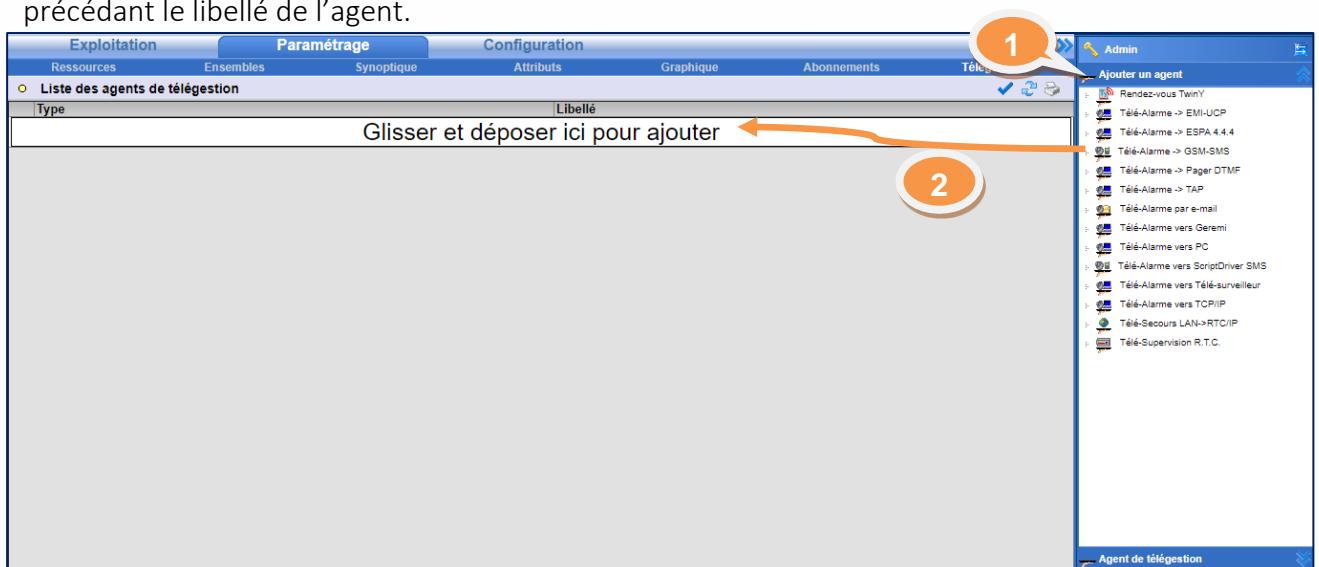 précédant le libellé de l’agent.
Exploitation Paramétrage Configuration
Ressources Ensembles Synoptique Attributs Graphique Abonnements
Liste des agents de télégestion
Type Libellé
Glisser et déposer ici pour ajouter
1
2
Admin
Ajouter un agent
Rendez-vous TwinY
Télé-Alarme -> EMI-UCP
Télé-Alarme -> ESPA 4.4.4
Télé-Alarme -> GSM-SMS
Télé-Alarme -> Pager DTMF
Télé-Alarme -> TAP
Télé-Alarme par e-mail
Télé-Alarme vers Geremi
Télé-Alarme vers PC
Télé-Alarme vers ScriptDriver SMS
Télé-Alarme vers Télé-surveilleur
Télé-Alarme vers TCP/IP
Télé-Secours LAN->RTC/IP
Télé-Supervision R.T.C.
Agent de télégestion